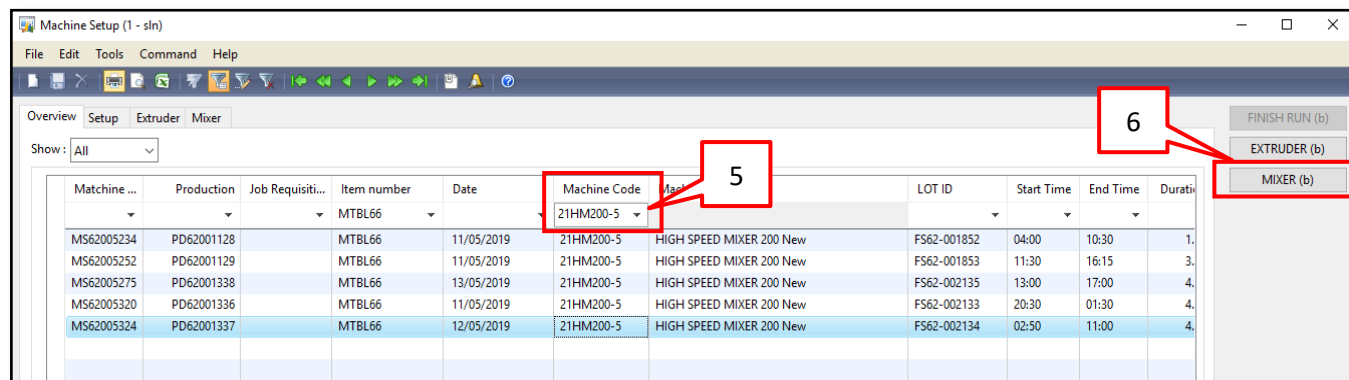 Machine Setup (1 - sln)
File Edit Tools Command Help
Overview Setup Extruder Mixer
6
FINISH RUN (b)
Show : All
EXTRUDER (b)
5
MIXER (b)
Matchine ... Production Job Requisiti... Item number Date Machine Code LOT ID Start Time End Time Durati
MTBL66 21HM200-5
MS62005234 PD62001128 MTBL66 11/05/2019 21HM200-5 HIGH SPEED MIXER 200 New FS62-001852 04:00 10:30 1.
MS62005252 PD62001129 MTBL66 11/05/2019 21HM200-5 HIGH SPEED MIXER 200 New FS62-001853 11:30 16:15 3.
MS62005275 PD62001338 MTBL66 13/05/2019 21HM200-5 HIGH SPEED MIXER 200 New FS62-002135 13:00 17:00 4.
MS62005320 PD62001336 MTBL66 11/05/2019 21HM200-5 HIGH SPEED MIXER 200 New FS62-002133 20:30 01:30 4.
MS62005324 PD62001337 MTBL66 12/05/2019 21HM200-5 HIGH SPEED MIXER 200 New FS62-002134 02:50 11:00 4.